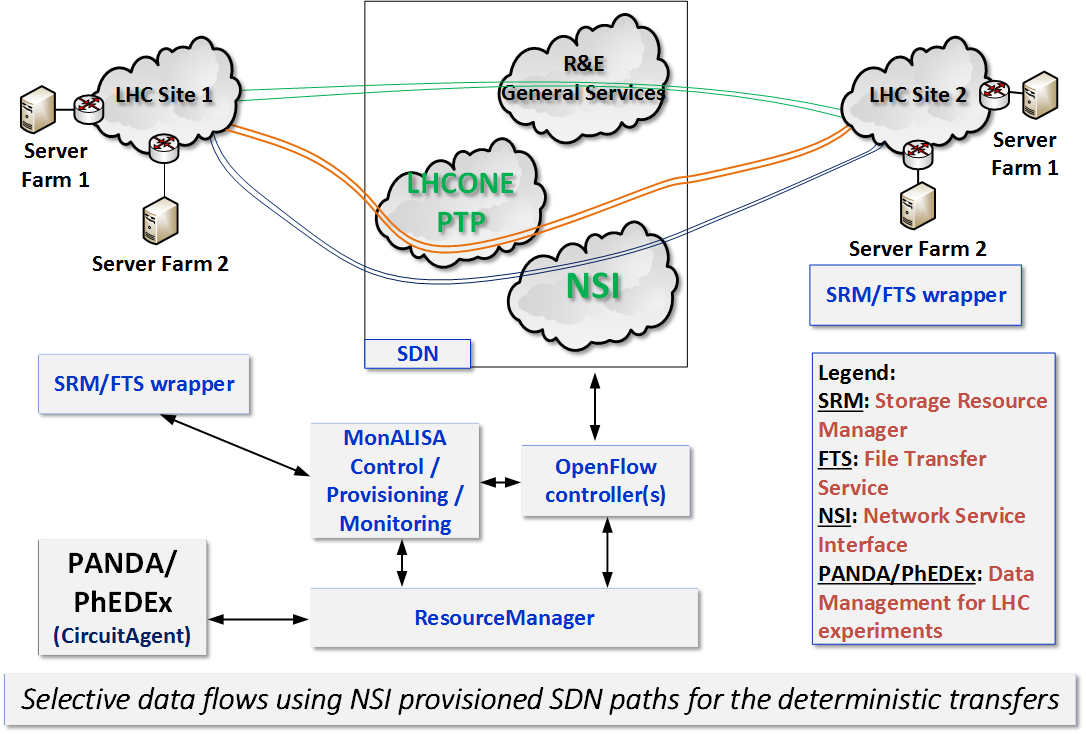 R&E
General Services
LHC Site 1
LHC Site 2
Server
Farm 1
Server
Farm 1
LHCONE
PTP
Server Farm 2
Server Farm 2
NSI
SRM/FTS wrapper
SDN
SRM/FTS wrapper
Legend:
SRM: Storage Resource
Manager
FTS: File Transfer
Service
NSI: Network Service
Interface
PANDA/PhEDEx: Data
Management for LHC
experiments
MonALISA
Control /
Provisioning /
Monitoring
OpenFlow
controller(s)
PANDA/
PhEDEx
(CircuitAgent)
ResourceManager
Selective data flows using NSI provisioned SDN paths for the deterministic transfers